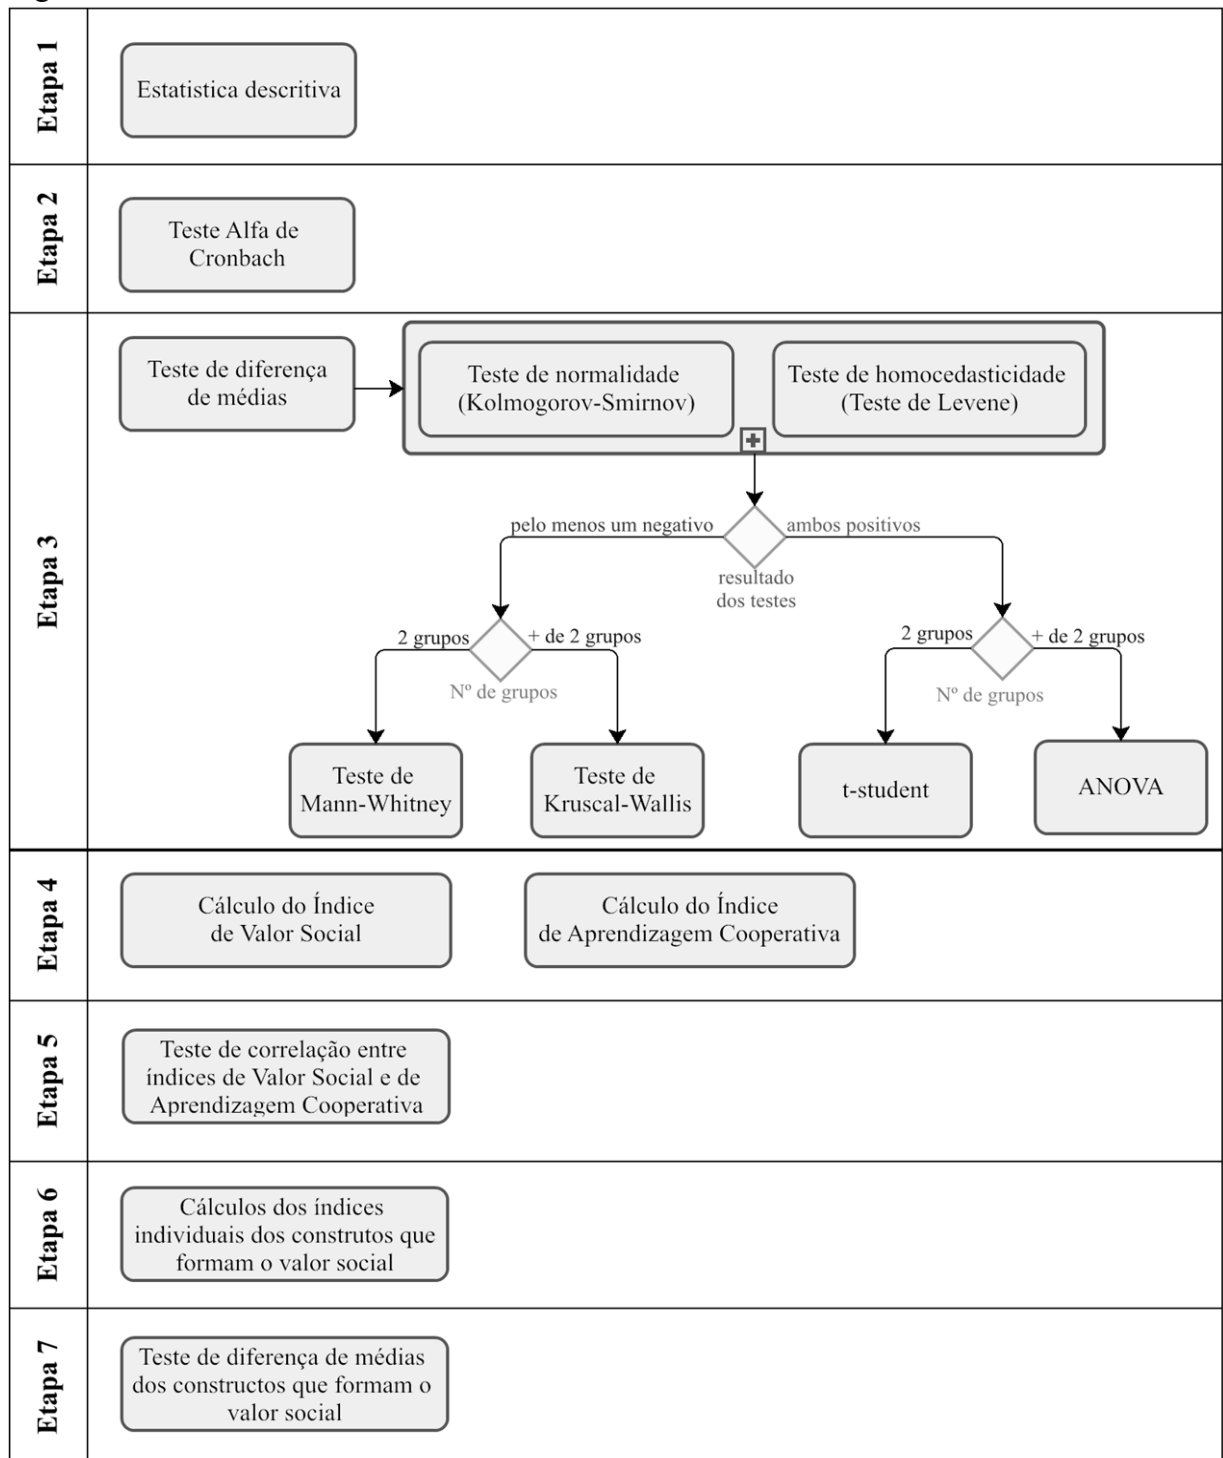 Etapa 1
Estatistica descritiva
Etapa 2
Teste Alfa de
Cronbach
Etapa 3
Teste de diferença
de médias
Teste de normalidade
(Kolmogorov-Smirnov)
Teste de homocedasticidade
(Teste de Levene)
pelo menos um negativo
ambos positivos
resultado
dos testes
2 grupos
+ de 2 grupos
Nº de grupos
2 grupos
+ de 2 grupos
Nº de grupos
Teste de
Mann-Whitney
Teste de
Kruscal-Wallis
t-student
ANOVA
Etapa 4
Cálculo do Índice
de Valor Social
Cálculo do Índice
de Aprendizagem Cooperativa
Etapa 5
Teste de correlação entre
índices de Valor Social e de
Aprendizagem Cooperativa
Etapa 6
Cálculos dos índices
individuais dos construtos que
formam o valor social
Etapa 7
Teste de diferença de médias
dos constructos que formam o
valor social